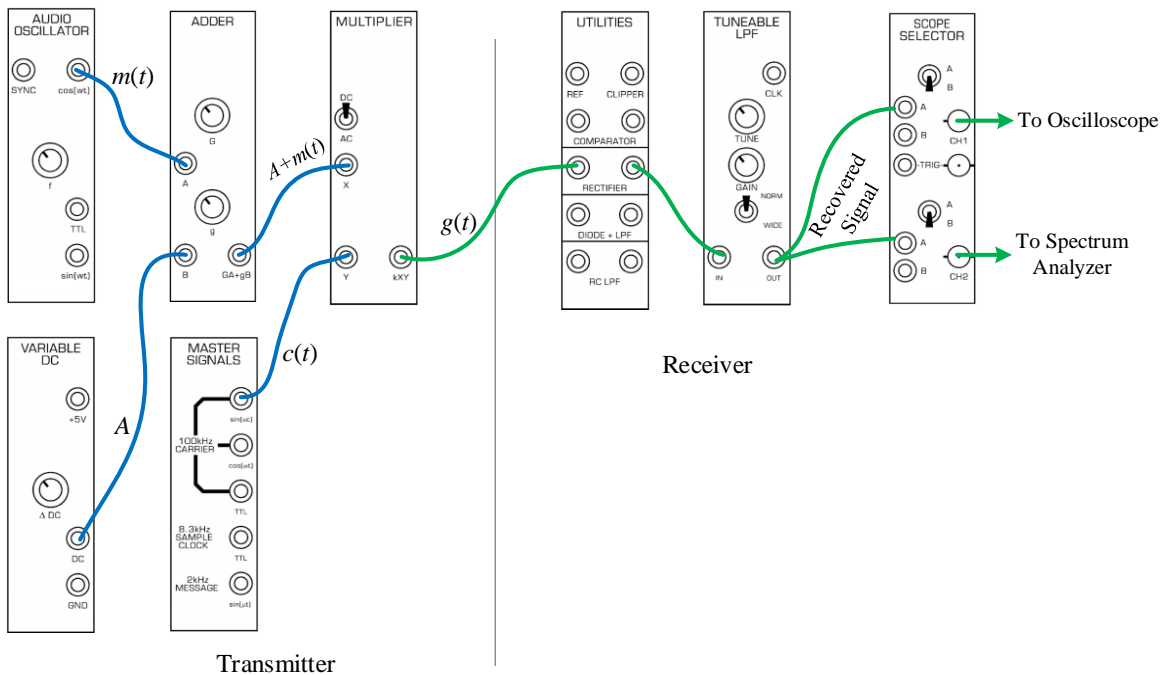 AUDIO
OSCILLATOR
SYNC
cos(wt)
f
TTL
sin(wt)
m(t)
ADDER
G
A
g
B
GA+gB
A+m(t)
MULTIPLIER
DC
AC
X
Y
kXY
g(t)
VARIABLE
DC
+5V
Δ DC
DC
GND
A
MASTER
SIGNALS
sin(ωt)
100kHz
CARRIER
cos(ωt)
TTL
8.3kHz
SAMPLE
CLOCK
TTL
2kHz
MESSAGE
sin(μt)
c(t)
Transmitter
UTILITIES
REF
CLIPPER
COMPARATOR
RECTIFIER
DIODE + LPF
RC LPF
TUNEABLE
LPF
CLK
TUNE
GAIN
NORM
WIDE
IN
OUT
Recovered
Signal
SCOPE
SELECTOR
A
B
A
CH1
B
TRIG
A
B
A
CH2
B
To Oscilloscope
To Spectrum
Analyzer
Receiver